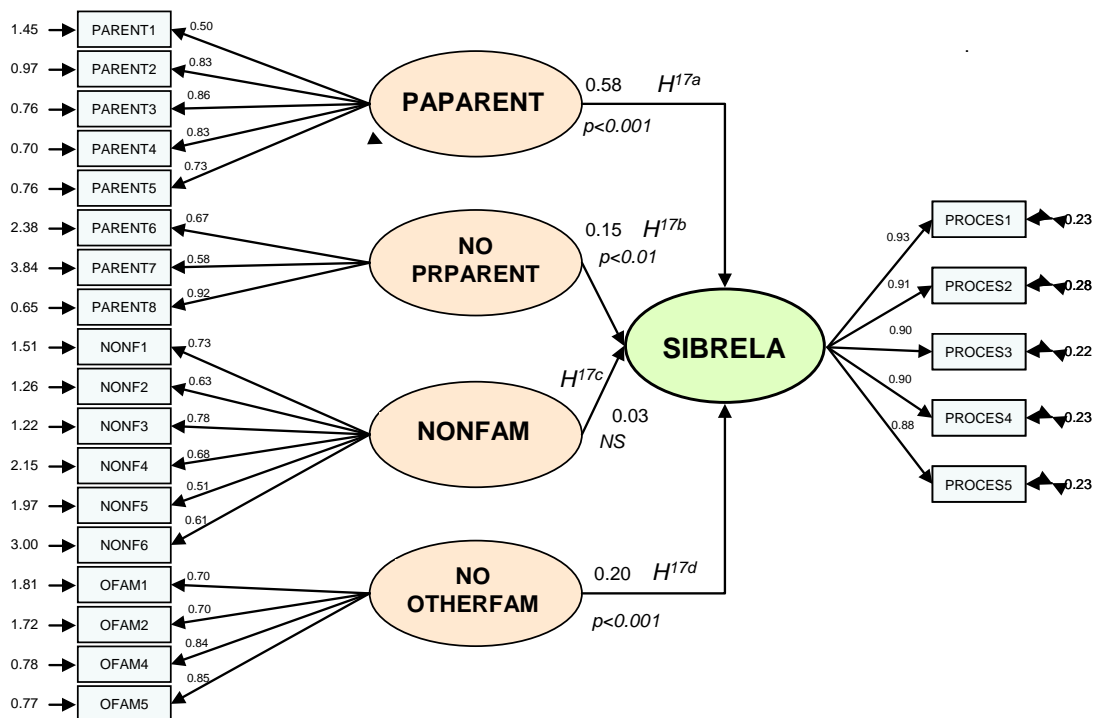 1.45 PARENT1 0.50
0.97 PARENT2 0.83
0.76 PARENT3 0.86
0.70 PARENT4 0.83
0.76 PARENT5 0.73
2.38 PARENT6 0.67
3.84 PARENT7 0.58
0.65 PARENT8 0.92
1.51 NONF1 0.73
1.26 NONF2 0.63
1.22 NONF3 0.78
2.15 NONF4 0.68
1.97 NONF5 0.51
3.00 NONF6 0.61
1.81 OFAM1 0.70
1.72 OFAM2 0.70
0.78 OFAM4 0.84
0.77 OFAM5 0.85
PAPARENT
0.58 H17a
p<0.001
NO
PRPARENT
0.15 H17b
p<0.01
NONFAM
H17c
0.03
NS
NO
OTHERFAM
0.20 H17d
p<0.001
SIBRELA
0.93 PROCES1 0.23
0.91 PROCES2 0.28
0.90 PROCES3 0.22
0.90 PROCES4 0.23
0.88 PROCES5 0.23